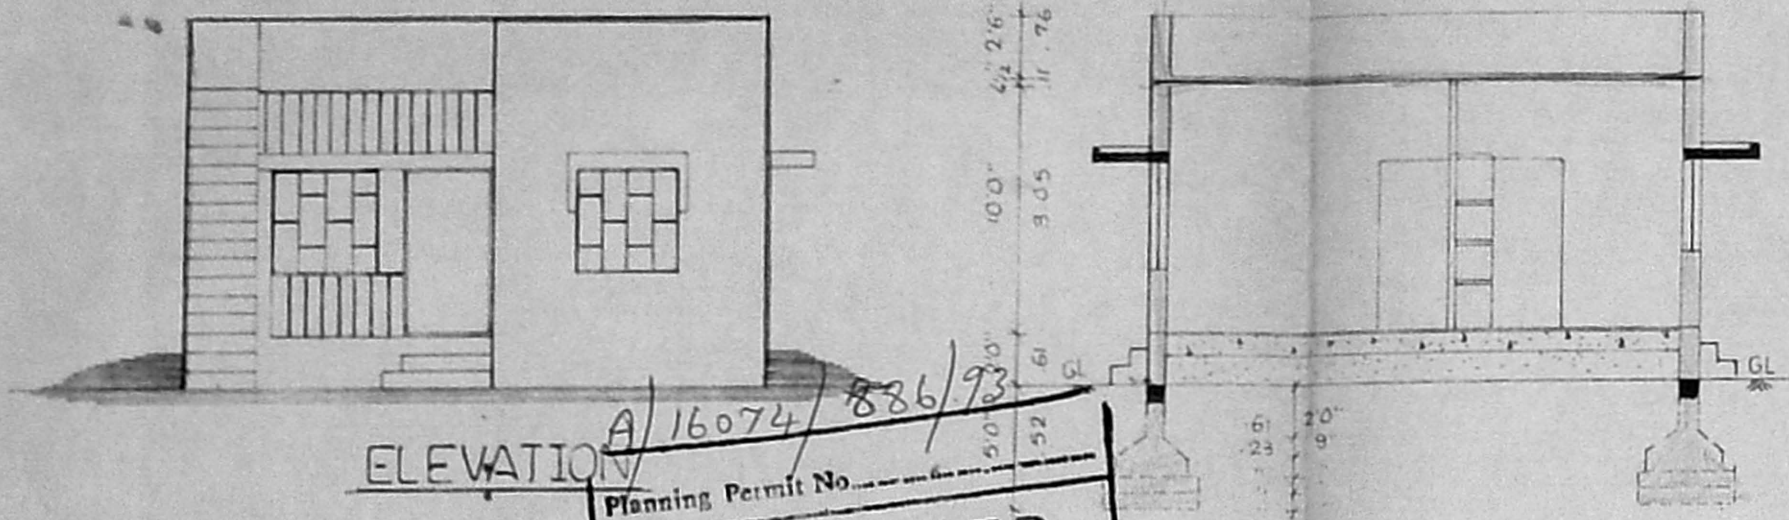 2'6"
.76
4½"
.11
10'0"
3.05
2'0"
.61
GL
GL
5'0"
.52
.61
2'0"
.23
9"
A/16074/886/93
ELEVATION
Planning Permit No.